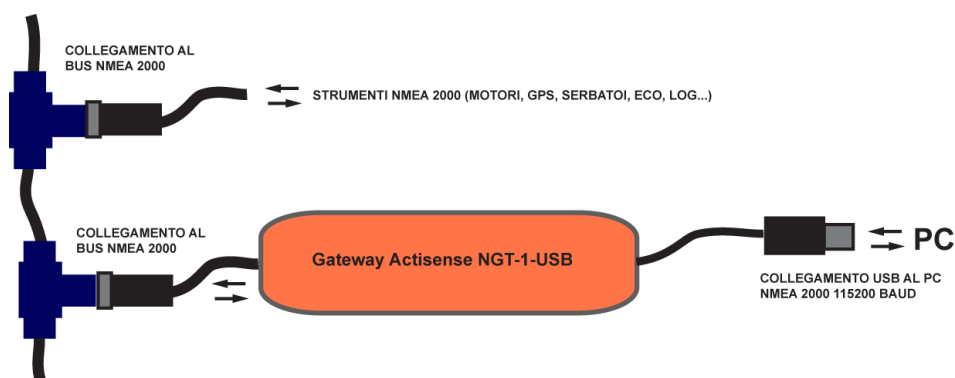 COLLEGAMENTO AL
BUS NMEA 2000
STRUMENTI NMEA 2000 (MOTORI, GPS, SERBATOI, ECO, LOG...)
COLLEGAMENTO AL
BUS NMEA 2000
Gateway Actisense NGT-1-USB
PC
COLLEGAMENTO USB AL PC
NMEA 2000 115200 BAUD